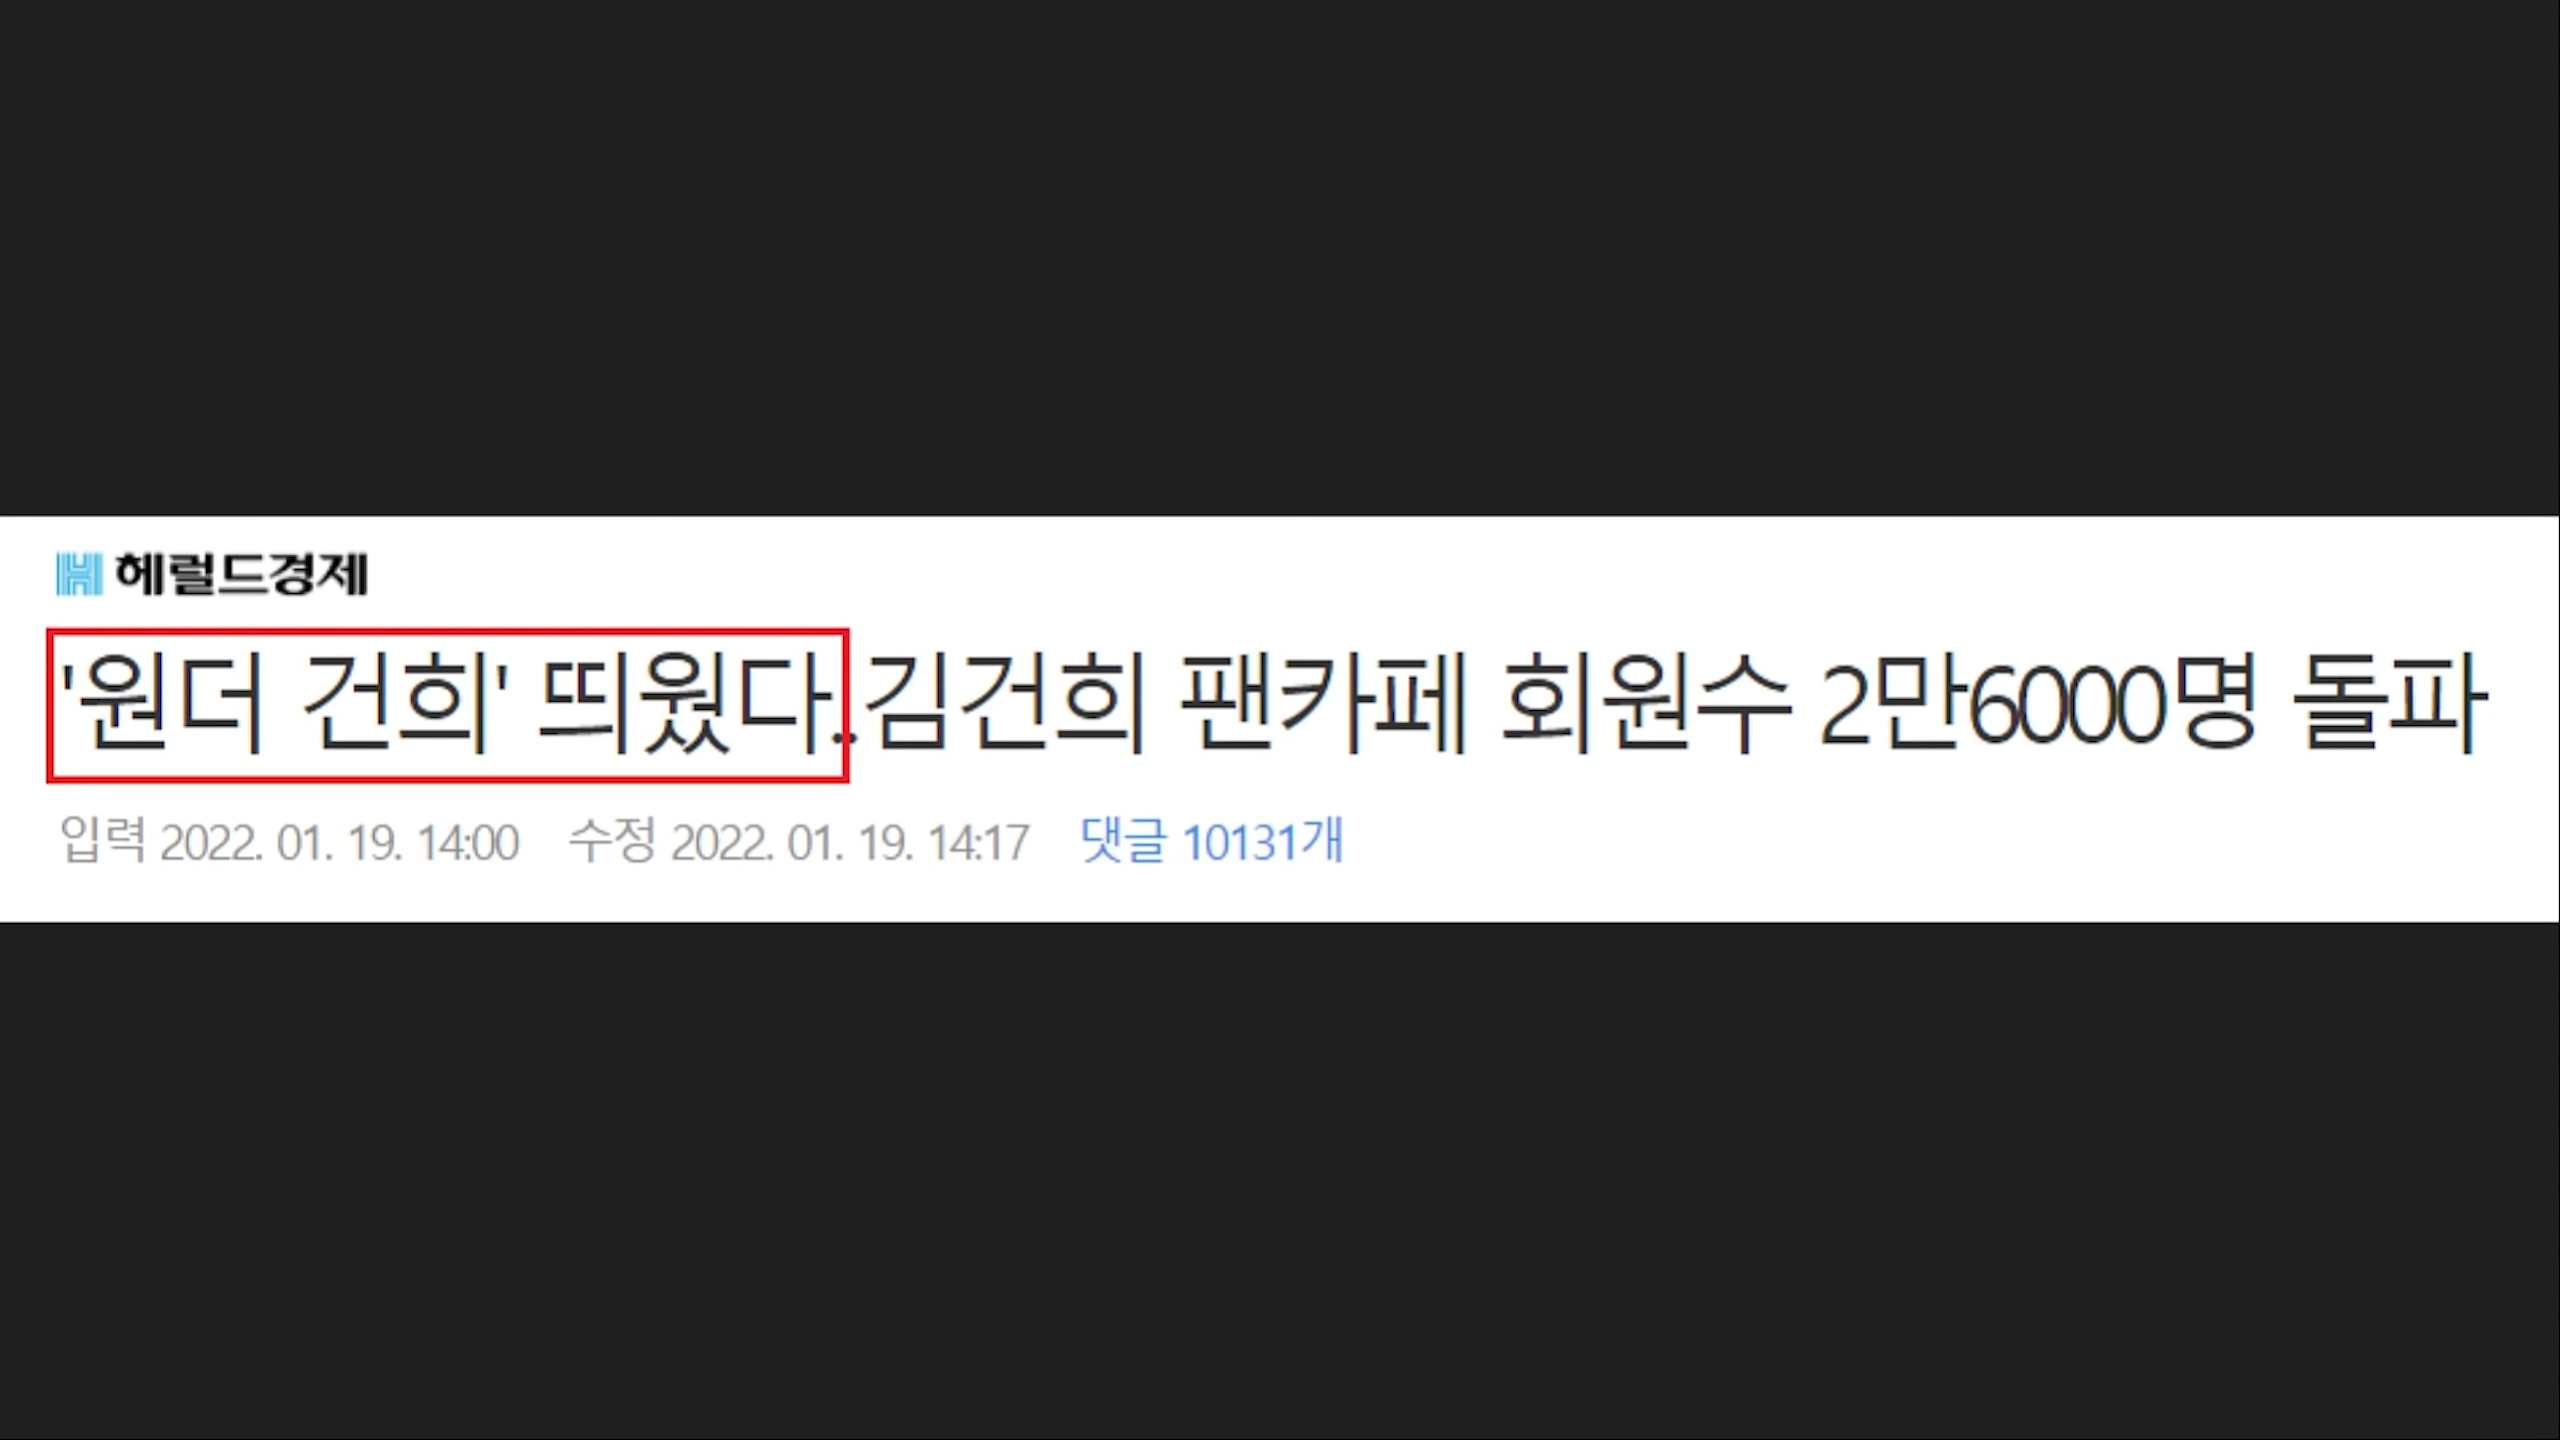 헤럴드경제
'원더 건희' 띄웠다..김건희 팬카페 회원수 2만6000명 돌파
입력 2022. 01. 19. 14:00 수정 2022. 01. 19. 14:17 댓글 10131개